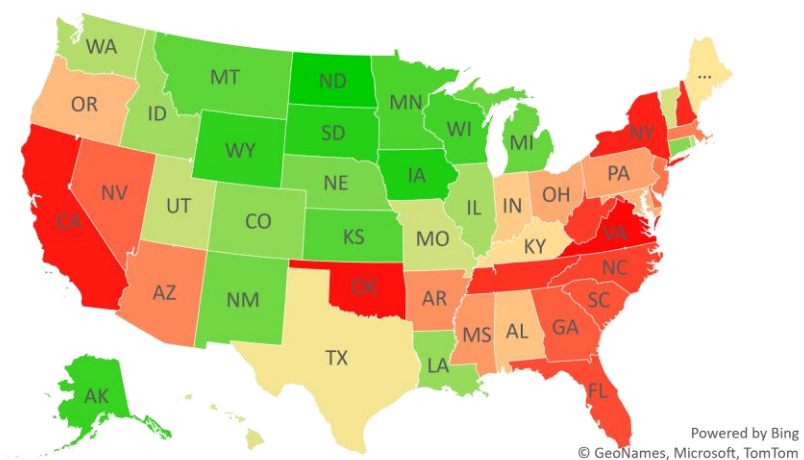 WA
MT
ND
MN
OR
ID
WY
SD
WI
MI
NY
...
NV
UT
CO
NE
IA
IL
IN
OH
PA
CA
KS
MO
KY
VA
AZ
NM
OK
AR
NC
SC
MS
AL
GA
TX
LA
FL
AK
Powered by Bing
© GeoNames, Microsoft, TomTom